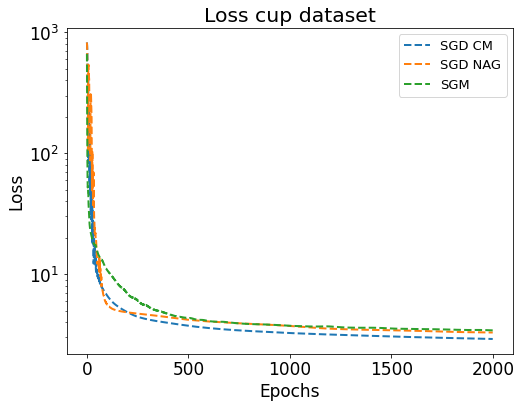 Loss cup dataset
SGD CM
SGD NAG
SGM
10³
10²
10¹
Loss
0 500 1000 1500 2000
Epochs